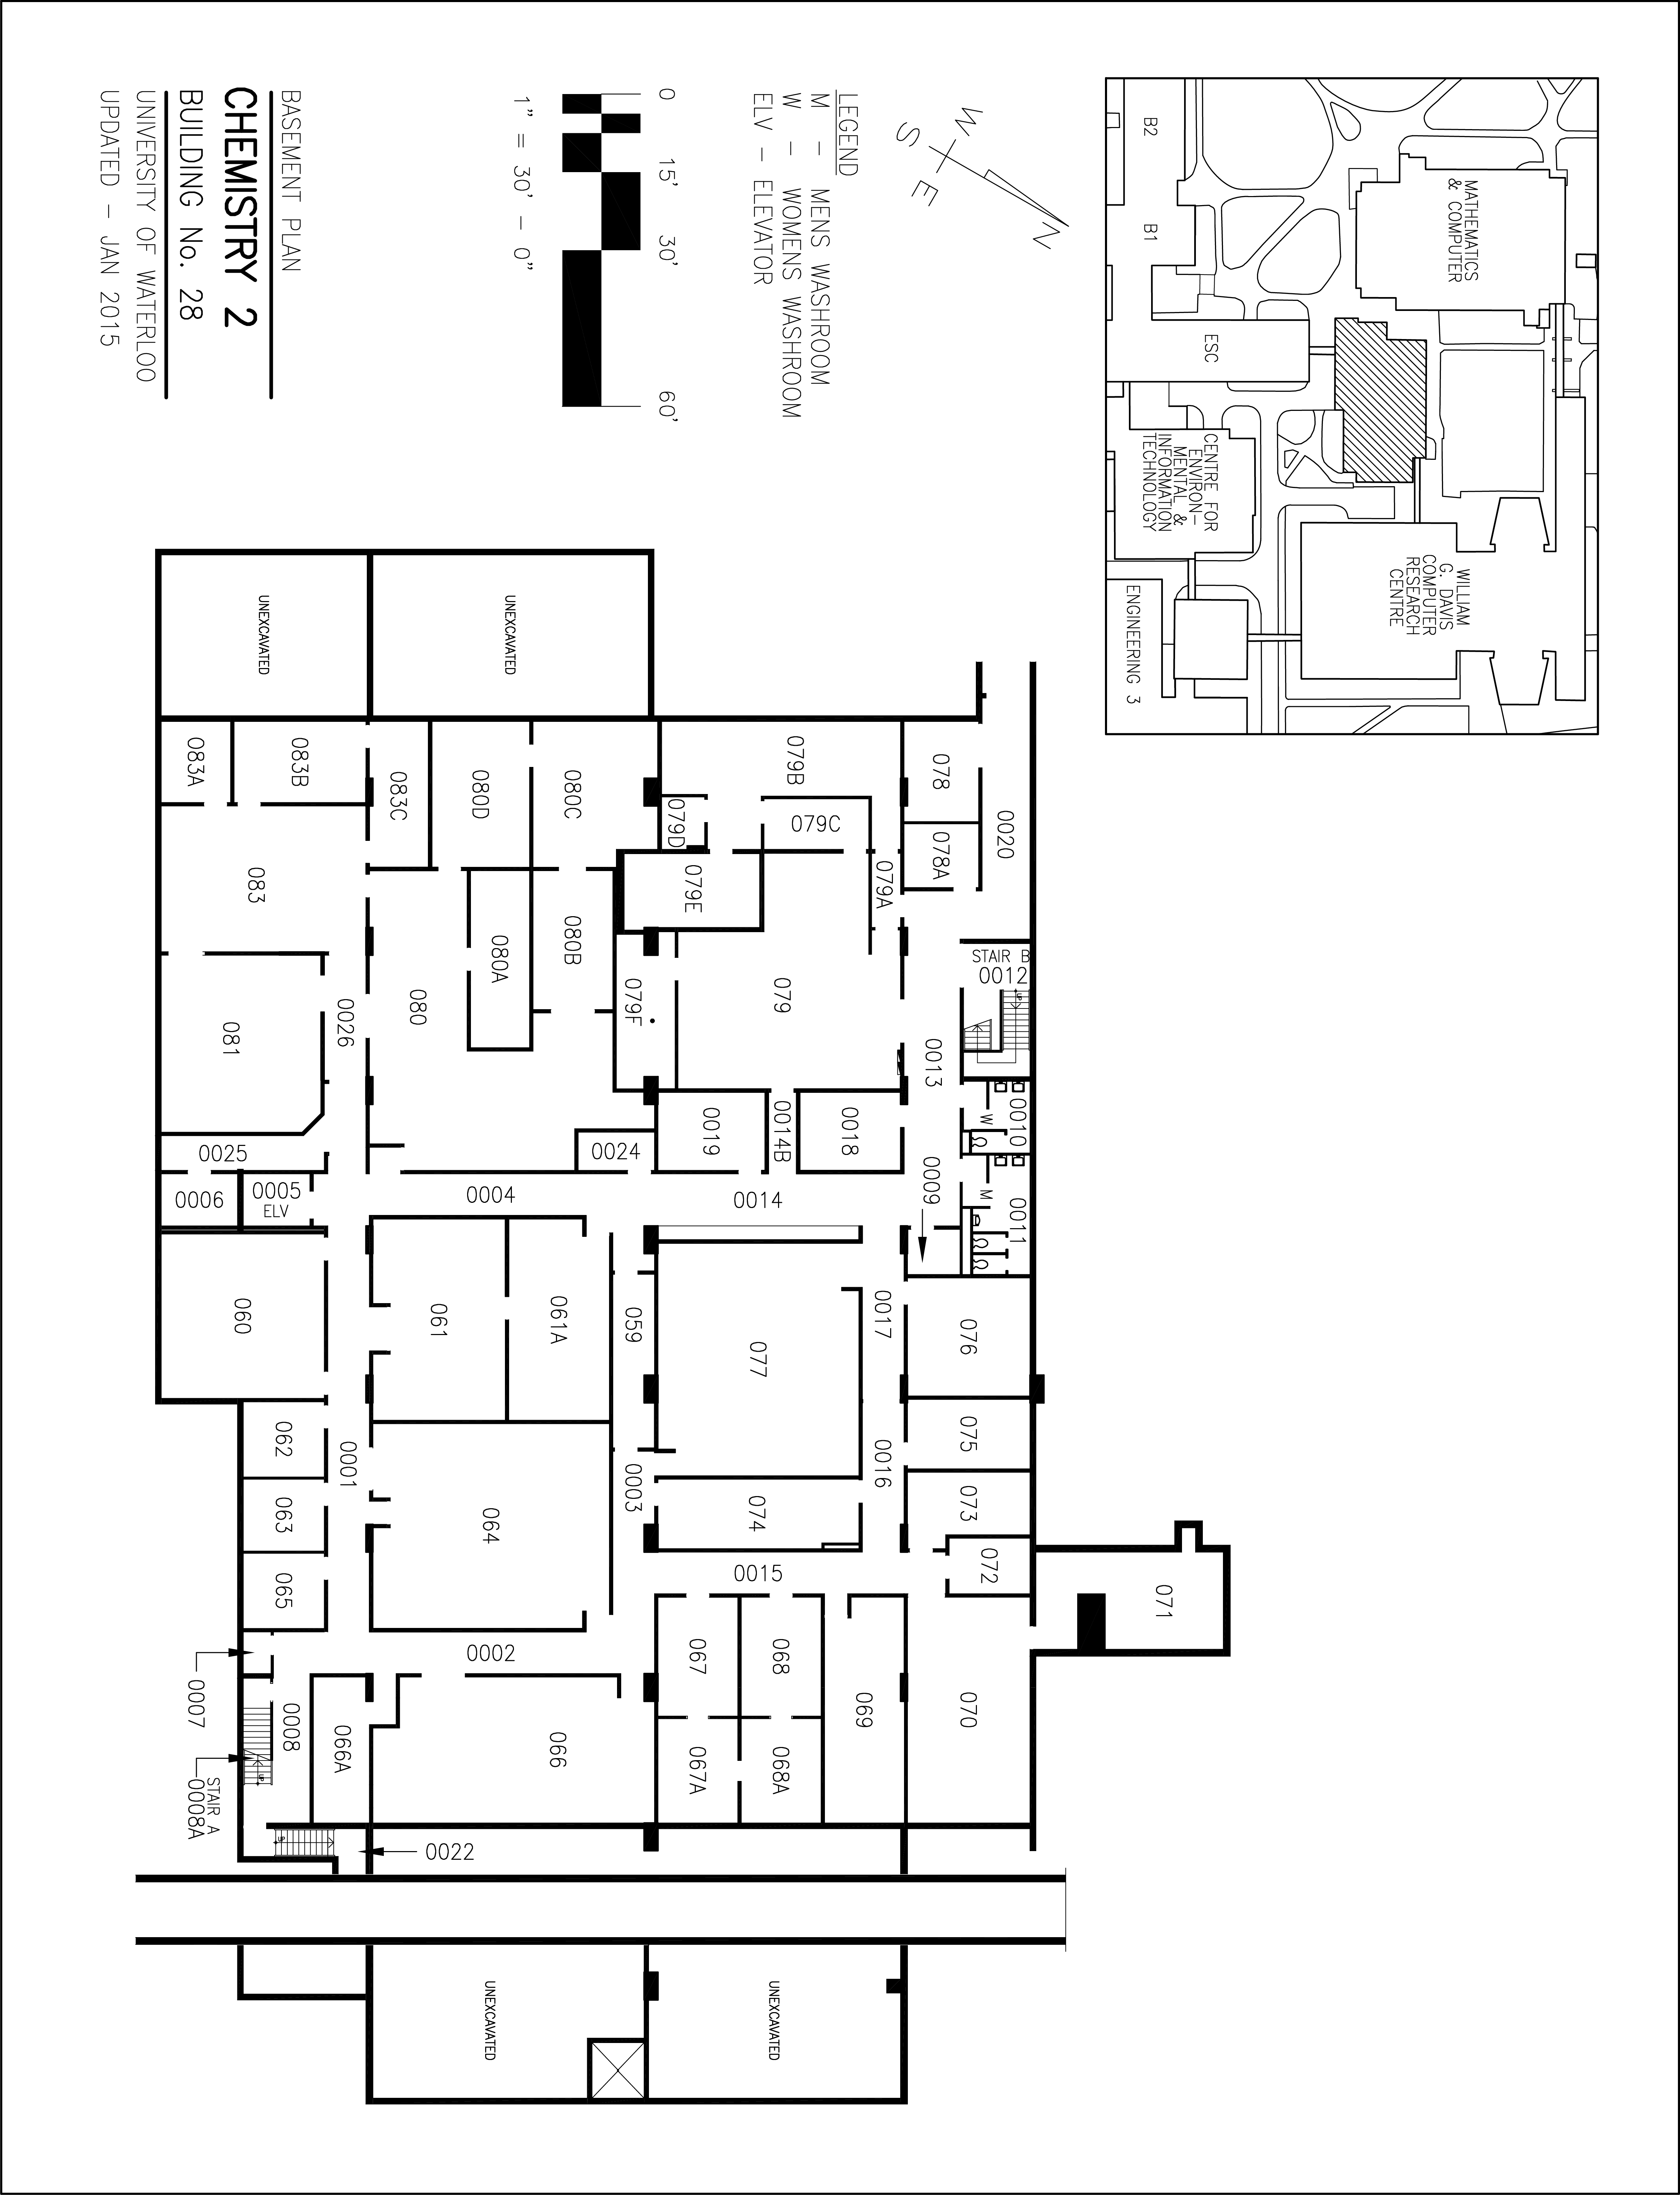 BASEMENT PLAN
CHEMISTRY 2
BUILDING No. 28
UNIVERSITY OF WATERLOO
UPDATED - JAN 2015
0
15'
30'
60'
1" = 30' - 0"
LEGEND
M - MENS WASHROOM
W - WOMENS WASHROOM
ELV - ELEVATOR
W
S
E
N
B2
B1
MATHEMATICS
& COMPUTER
ESC
CENTRE FOR
ENVIRON-
MENTAL &
INFORMATION
TECHNOLOGY
WILLIAM
G. DAVIS
COMPUTER
RESEARCH
CENTRE
ENGINEERING 3
UNEXCAVATED
UNEXCAVATED
083A
083B
083C
080D
080C
079B
079D
079C
078
078A
0020
083
080A
080B
079E
079A
079
079F
080
0026
081
STAIR B
0012
UP
0013
0010
W
0019
0014B
0018
0024
0025
0006
0005
ELV
0004
0014
0009
M
0011
060
061
061A
059
077
0017
076
062
0001
0003
0016
075
063
064
074
073
065
0015
072
071
0007
0002
067
068
069
070
0008
066A
066
067A
068A
UP
STAIR A
0008A
UP
0022
UNEXCAVATED
UNEXCAVATED